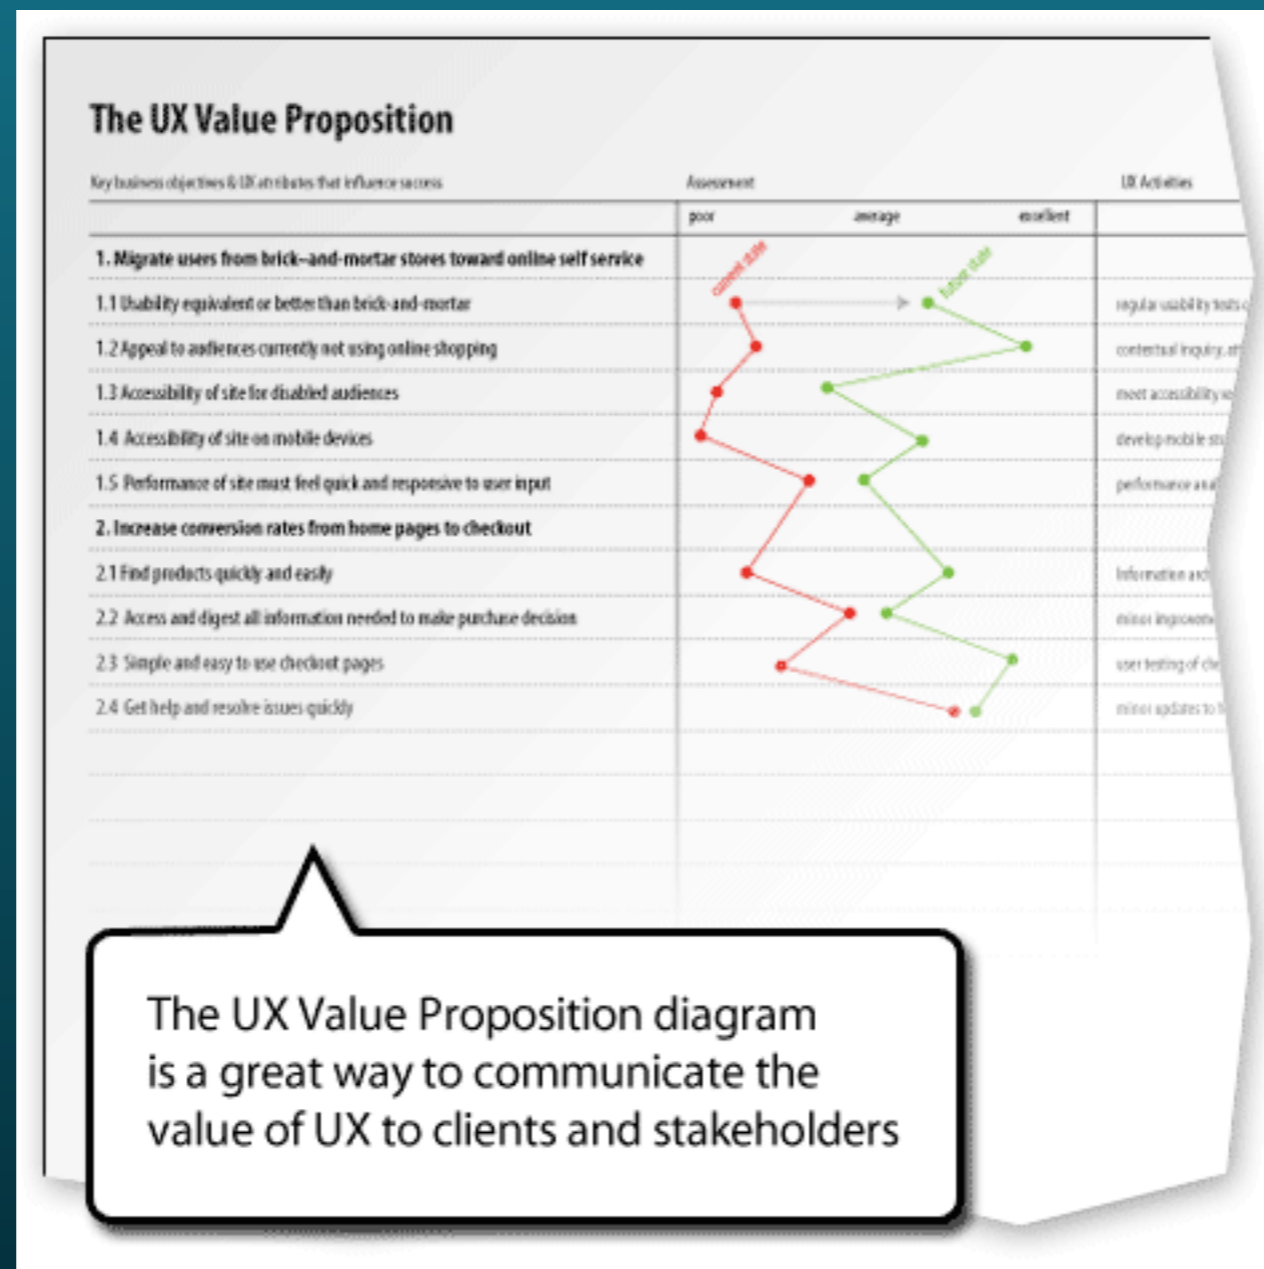 The UX Value Proposition
Key business objectives & UX attributes that influence success
Assessment
UX Activities
poor
average
excellent
1. Migrate users from brick-and-mortar stores toward online self service
current state
future state
1.1 Usability equivalent or better than brick-and-mortar
regular usability tests
1.2 Appeal to audiences currently not using online shopping
contextual inquiry,
1.3 Accessibility of site for disabled audiences
meet accessibility
1.4 Accessibility of site on mobile devices
develop mobile
1.5 Performance of site must feel quick and responsive to user input
performance
2. Increase conversion rates from home pages to checkout
2.1 Find products quickly and easily
Information
2.2 Access and digest all information needed to make purchase decision
minor
2.3 Simple and easy to use checkout pages
user testing of
2.4 Get help and resolve issues quickly
minor updates to
The UX Value Proposition diagram
is a great way to communicate the
value of UX to clients and stakeholders